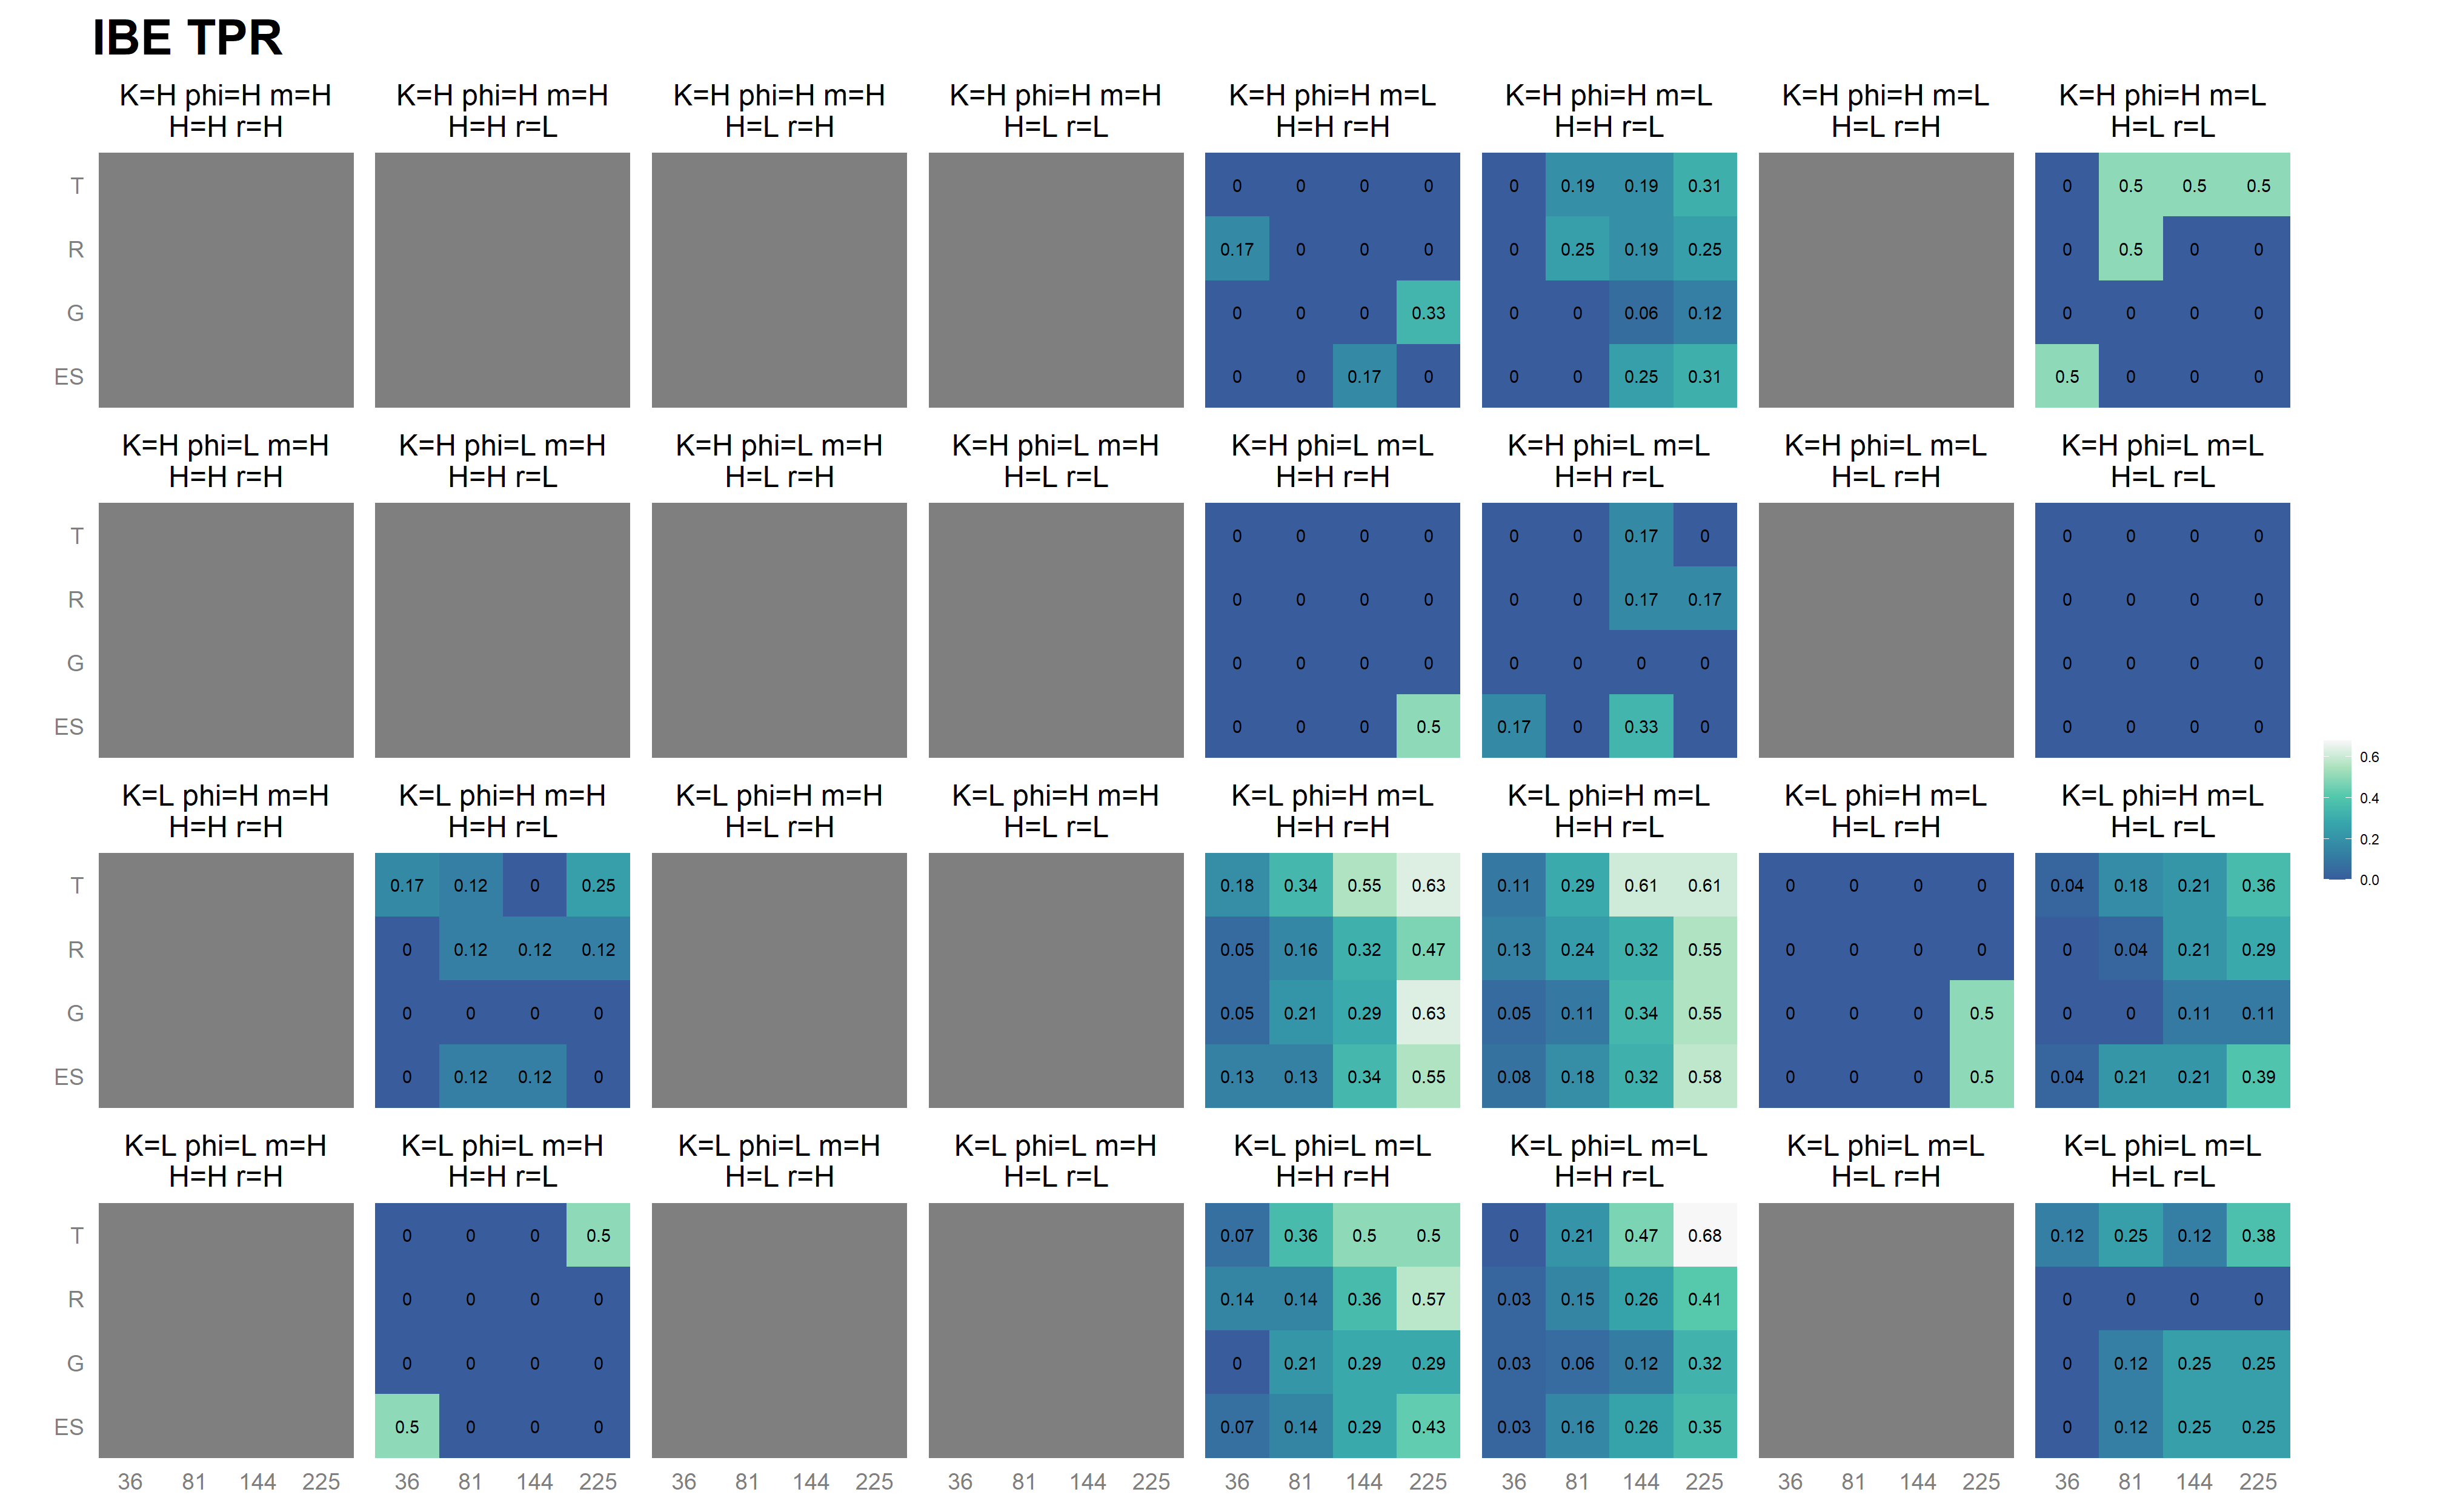 IBE TPR
K=H phi=H m=H K=H phi=H m=H K=H phi=H m=H K=H phi=H m=H K=H phi=H m=L K=H phi=H m=L K=H phi=H m=L K=H phi=H m=L
H=H r=H H=H r=L H=L r=H H=L r=L H=H r=H H=H r=L H=L r=H H=L r=L
T 0 0 0 0 0 0.19 0.19 0.31 0 0.5 0.5 0.5
R 0.17 0 0 0 0 0.25 0.19 0.25 0 0.5 0 0
G 0 0 0 0.33 0 0 0.06 0.12 0 0 0 0
ES 0 0 0.17 0 0 0 0.25 0.31 0.5 0 0 0
K=H phi=L m=H K=H phi=L m=H K=H phi=L m=H K=H phi=L m=H K=H phi=L m=L K=H phi=L m=L K=H phi=L m=L K=H phi=L m=L
H=H r=H H=H r=L H=L r=H H=L r=L H=H r=H H=H r=L H=L r=H H=L r=L
T 0 0 0 0 0 0 0.17 0 0 0 0 0
R 0 0 0 0 0 0 0.17 0.17 0 0 0 0
G 0 0 0 0 0 0 0 0 0 0 0 0
ES 0 0 0 0.5 0.17 0 0.33 0 0 0 0 0
K=L phi=H m=H K=L phi=H m=H K=L phi=H m=H K=L phi=H m=H K=L phi=H m=L K=L phi=H m=L K=L phi=H m=L K=L phi=H m=L
H=H r=H H=H r=L H=L r=H H=L r=L H=H r=H H=H r=L H=L r=H H=L r=L
T 0.17 0.12 0 0.25 0.18 0.34 0.55 0.63 0.11 0.29 0.61 0.61 0 0 0 0 0.04 0.18 0.21 0.36
R 0 0.12 0.12 0.12 0.05 0.16 0.32 0.47 0.13 0.24 0.32 0.55 0 0 0 0 0 0.04 0.21 0.29
G 0 0 0 0 0.05 0.21 0.29 0.63 0.05 0.11 0.34 0.55 0 0 0 0.5 0 0 0.11 0.11
ES 0 0.12 0.12 0 0.13 0.13 0.34 0.55 0.08 0.18 0.32 0.58 0 0 0 0.5 0.04 0.21 0.21 0.39
K=L phi=L m=H K=L phi=L m=H K=L phi=L m=H K=L phi=L m=H K=L phi=L m=L K=L phi=L m=L K=L phi=L m=L K=L phi=L m=L
H=H r=H H=H r=L H=L r=H H=L r=L H=H r=H H=H r=L H=L r=H H=L r=L
T 0 0 0 0.5 0.07 0.36 0.5 0.5 0 0.21 0.47 0.68 0.12 0.25 0.12 0.38
R 0 0 0 0 0.14 0.14 0.36 0.57 0.03 0.15 0.26 0.41 0 0 0 0
G 0 0 0 0 0 0.21 0.29 0.29 0.03 0.06 0.12 0.32 0 0.12 0.25 0.25
ES 0.5 0 0 0 0.07 0.14 0.29 0.43 0.03 0.16 0.26 0.35 0 0.12 0.25 0.25
36 81 144 225 36 81 144 225 36 81 144 225 36 81 144 225 36 81 144 225 36 81 144 225 36 81 144 225 36 81 144 225
0.6
0.4
0.2
0.0